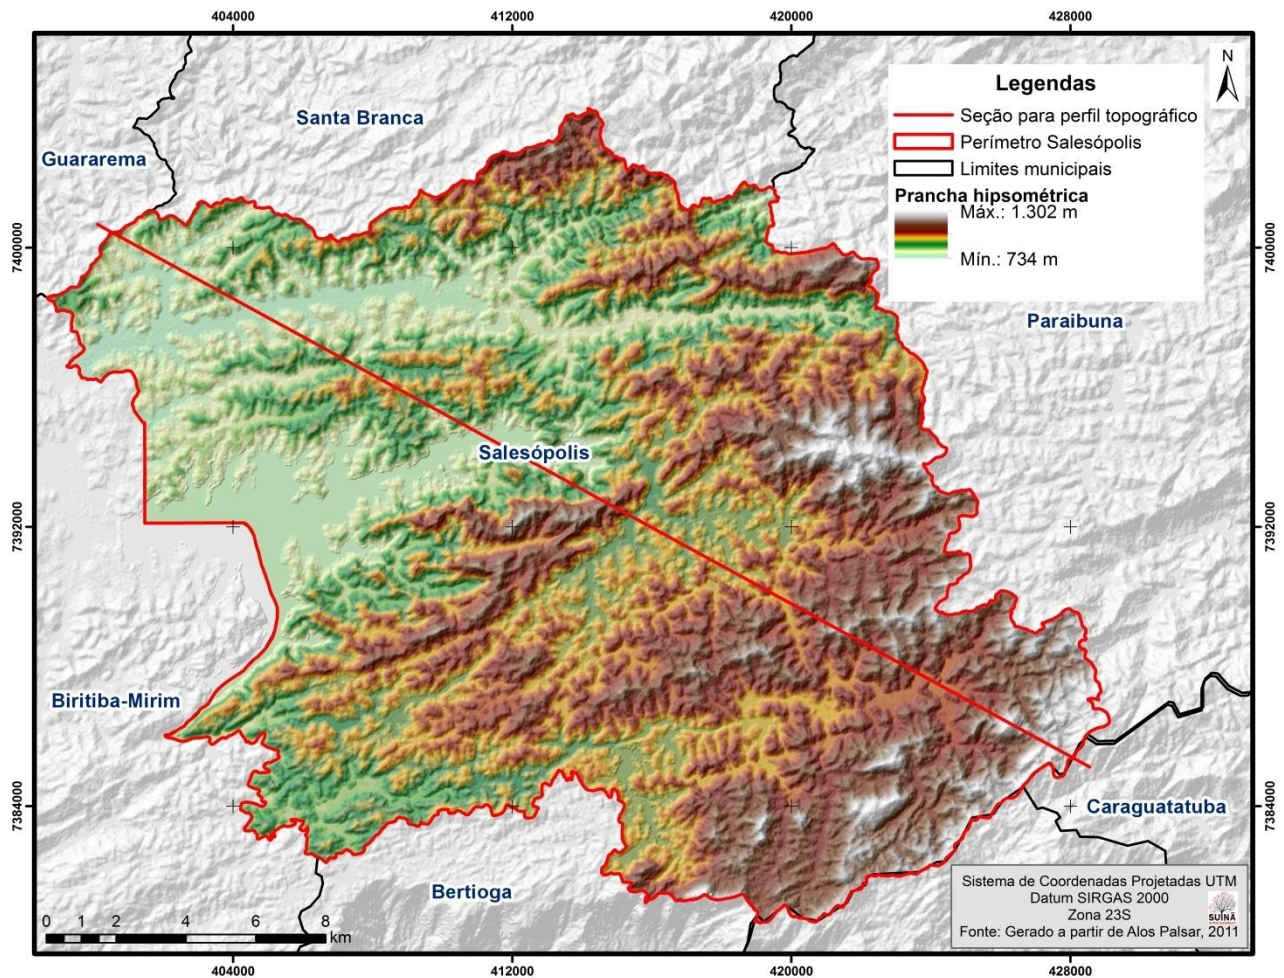 404000
412000
420000
428000
N
Legendas
Seção para perfil topográfico
Perímetro Salesópolis
Limites municipais
Prancha hipsométrica
Máx.: 1.302 m
Mín.: 734 m
Santa Branca
Guararema
7400000
7400000
Paraibuna
Salesópolis
7392000
7392000
Biritiba-Mirim
7384000
7384000
Caraguatatuba
Bertioga
Sistema de Coordenadas Projetadas UTM
Datum SIRGAS 2000
Zona 23S
SUINÃ
Fonte: Gerado a partir de Alos Palsar, 2011
0 1 2 4 6 8
km
404000
412000
420000
428000